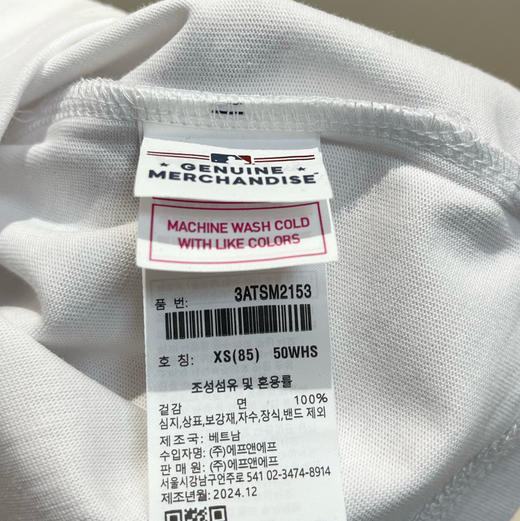 GENUINE
MERCHANDISE
MACHINE WASH COLD
WITH LIKE COLORS
품 번: 3ATSM2153
호 칭: XS(85) 50WHS
조성섬유 및 혼용률
겉감 면 100%
심지,상표,보강재,자수,장식,밴드 제외
제 조 국: 베트남
수입자명: (주)에프앤에프
판 매 원: (주)에프앤에프
서울시강남구언주로 541 02-3474-8914
제조년월: 2024.12